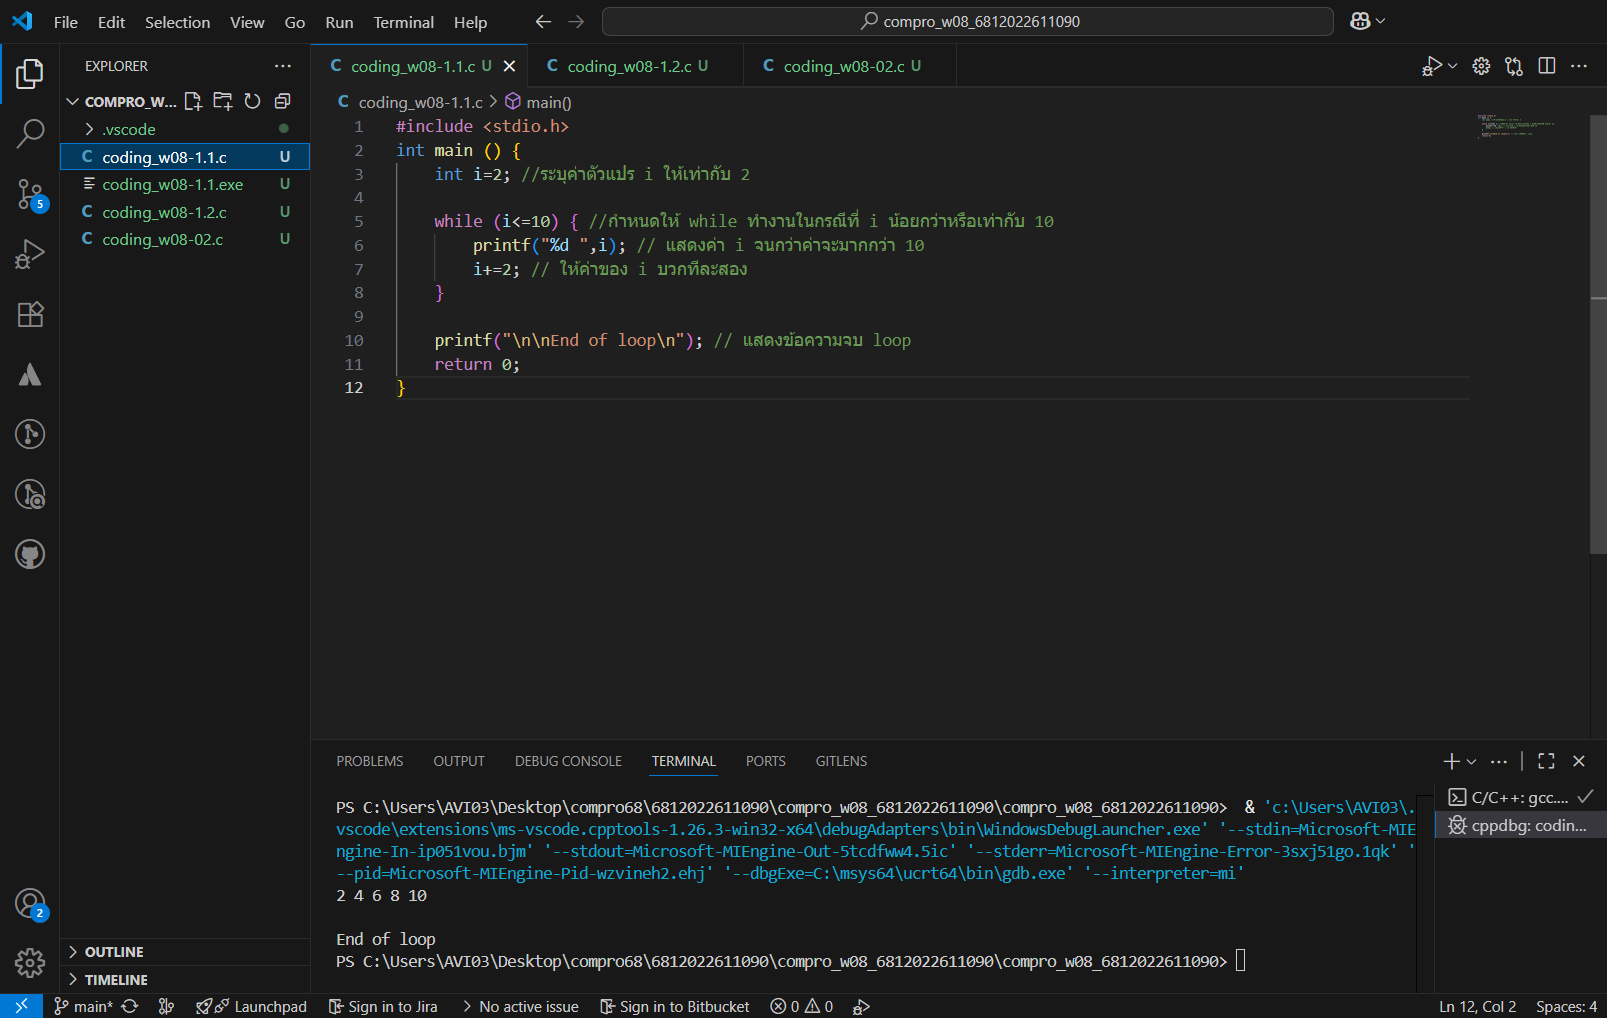 File Edit Selection View Go Run Terminal Help
compro_w08_6812022611090
EXPLORER
COMPRO_W...
.vscode
coding_w08-1.1.c U
coding_w08-1.1.exe U
coding_w08-1.2.c U
coding_w08-02.c U
OUTLINE
TIMELINE
5
2
coding_w08-1.1.c U
coding_w08-1.2.c U
coding_w08-02.c U
coding_w08-1.1.c > main()
1 #include <stdio.h>
2 int main () {
3 int i=2; //ระบุค่าตัวแปร i ให้เท่ากับ 2
4
5 while (i<=10) { //กำหนดให้ while ทำงานในกรณีที่ i น้อยกว่าหรือเท่ากับ 10
6 printf("%d ",i); // แสดงค่า i จนกว่าค่าจะมากกว่า 10
7 i+=2; // ให้ค่าของ i บวกทีละสอง
8 }
9
10 printf("\n\nEnd of loop\n"); // แสดงข้อความจบ loop
11 return 0;
12 }
PROBLEMS OUTPUT DEBUG CONSOLE TERMINAL PORTS GITLENS
PS C:\Users\AVI03\Desktop\compro68\6812022611090\compro_w08_6812022611090\compro_w08_6812022611090> & 'c:\Users\AVI03\.
vscode\extensions\ms-vscode.cpptools-1.26.3-win32-x64\debugAdapters\bin\WindowsDebugLauncher.exe' '--stdin=Microsoft-MIE
ngine-In-ip051vou.bjm' '--stdout=Microsoft-MIEngine-Out-5tcdfww4.5ic' '--stderr=Microsoft-MIEngine-Error-3sxj51go.1qk' '
--pid=Microsoft-MIEngine-Pid-wzvineh2.ehj' '--dbgExe=C:\msys64\ucrt64\bin\gdb.exe' '--interpreter=mi'
2 4 6 8 10
End of loop
PS C:\Users\AVI03\Desktop\compro68\6812022611090\compro_w08_6812022611090\compro_w08_6812022611090>
C/C++: gcc....
cppdbg: codin...
main* Launchpad Sign in to Jira No active issue Sign in to Bitbucket 0 0 Ln 12, Col 2 Spaces: 4